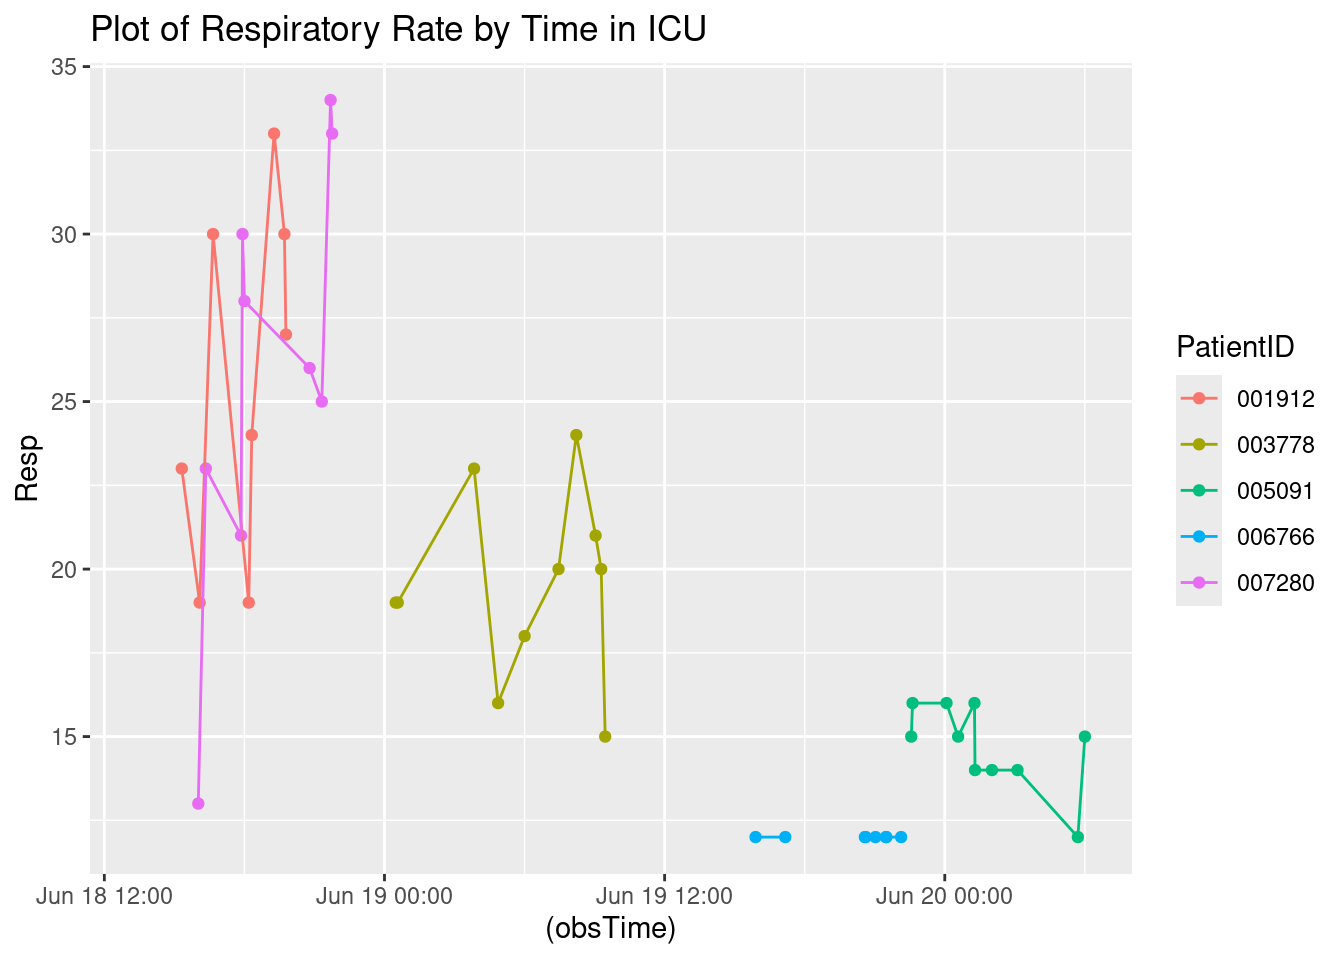 Plot of Respiratory Rate by Time in ICU
35
30
25
20
15
Resp
Jun 18 12:00
Jun 19 00:00
Jun 19 12:00
Jun 20 00:00
(obsTime)
PatientID
001912
003778
005091
006766
007280